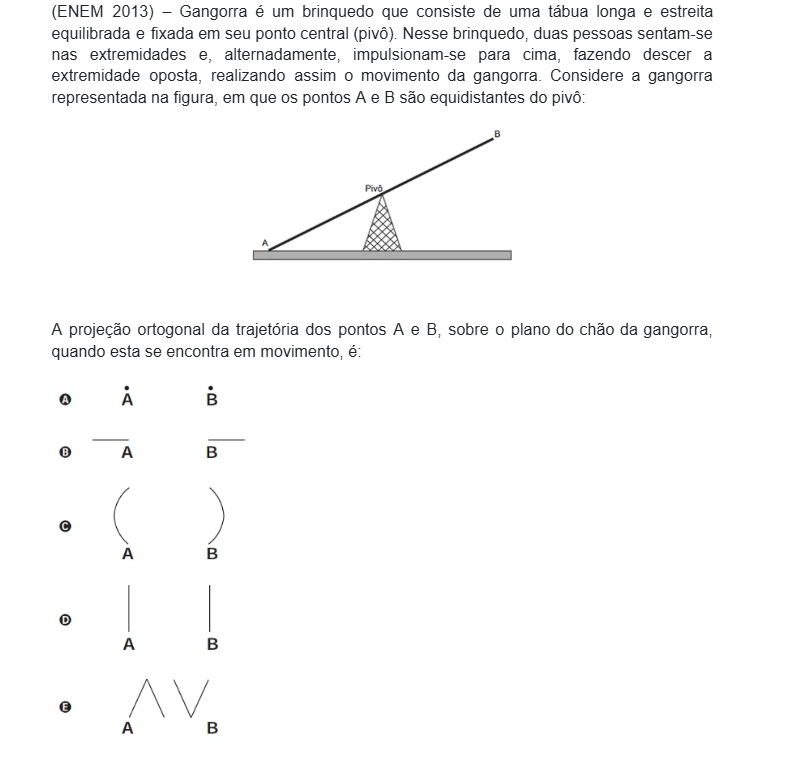 (ENEM 2013) – Gangorra é um brinquedo que consiste de uma tábua longa e estreita
equilibrada e fixada em seu ponto central (pivô). Nesse brinquedo, duas pessoas sentam-se
nas extremidades e, alternadamente, impulsionam-se para cima, fazendo descer a
extremidade oposta, realizando assim o movimento da gangorra. Considere a gangorra
representada na figura, em que os pontos A e B são equidistantes do pivô:
B
Pivô
A
A projeção ortogonal da trajetória dos pontos A e B, sobre o plano do chão da gangorra,
quando esta se encontra em movimento, é:
A A B
B A B
C A B
D A B
E A B